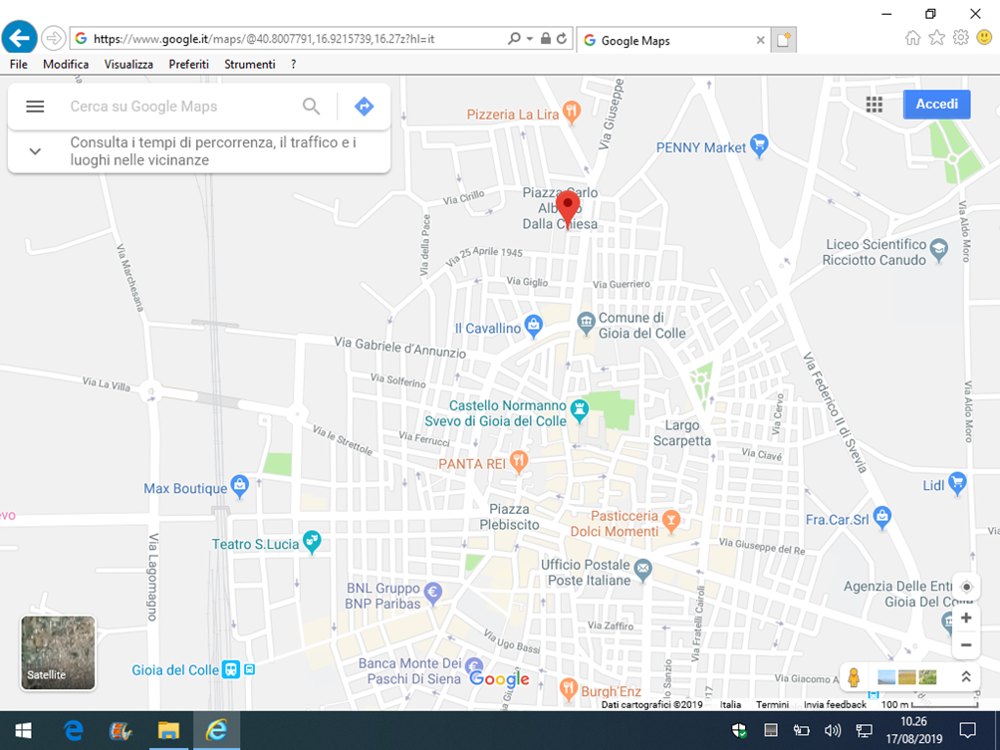 https://www.google.it/maps/@40.8007791,16.9215739,16.27z?hl=it
Google Maps
File Modifica Visualizza Preferiti Strumenti ?
Cerca su Google Maps
Accedi
Consulta i tempi di percorrenza, il traffico e i
luoghi nelle vicinanze
Pizzeria La Lira
Via Giuseppe
PENNY Market
Piazza Carlo
Alberto
Dalla Chiesa
Via Cirillo
Via della Pace
Via Aldo Moro
Via 25 Aprile 1945
Liceo Scientifico
Ricciotto Canudo
Via Marchesana
Via Giglio
Via Guerriero
Il Cavallino
Comune di
Gioia del Colle
Via Gabriele d'Annunzio
Via La Villa
Via Solferino
Via Federico II di Svevia
Via Aldo Moro
Castello Normanno
Svevo di Gioia del Colle
Via Cervo
Largo
Scarpetta
Via le Strettole
Via Ferrucci
Via Ciavé
PANTA REI
Max Boutique
Lidl
evo
Piazza
Plebiscito
Pasticceria
Dolci Momenti
Fra.Car.Srl
Via Lagomagno
Teatro S.Lucia
Via Giuseppe del Re
Ufficio Postale
Poste Italiane
BNL Gruppo
BNP Paribas
Agenzia Delle Entr
Gioia Del Colle
Via Fratelli Cairoli
Via Zaffiro
Via Ugo Bassi
Satellite
Gioia del Colle
Banca Monte Dei
Paschi Di Siena
Google
Via Giacomo A
Burgh Enz
Dati cartografici ©2019 Italia Termini Invia feedback 100 m
10.26
17/08/2019